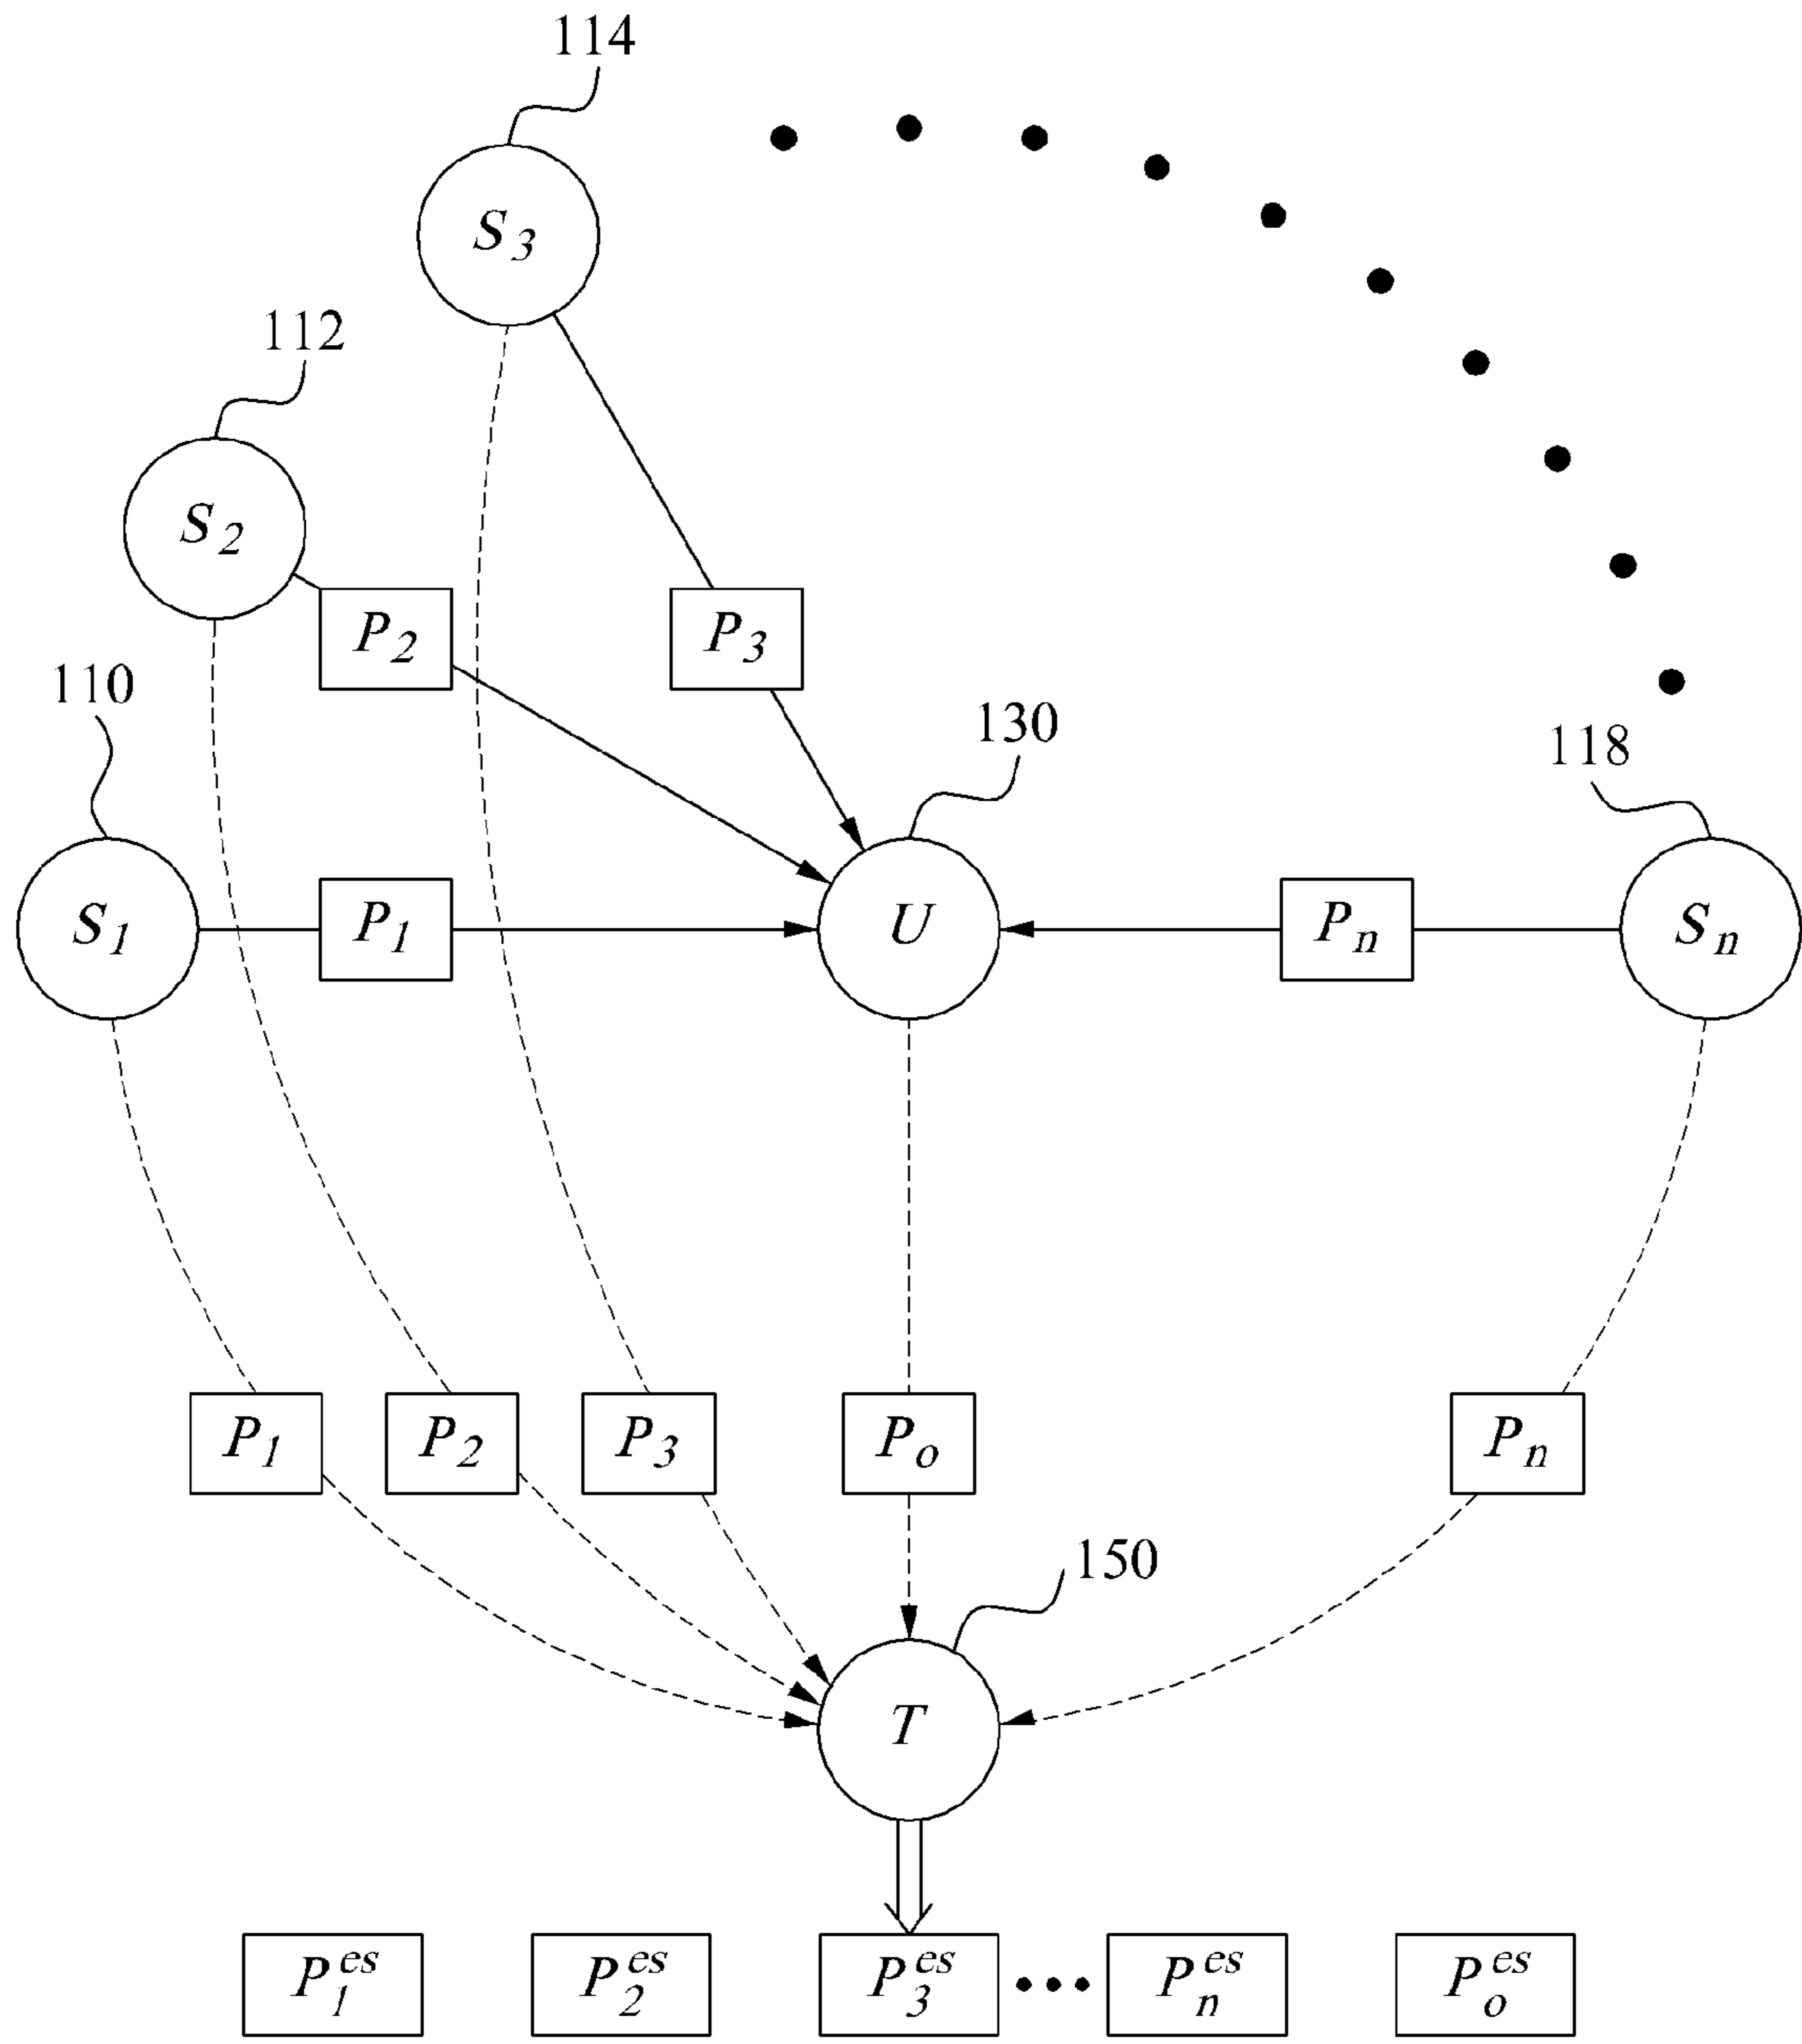 114
S3
112
S2
P2
P3
110
130
118
S1
P1
U
Pn
Sn
P1
P2
P3
Po
Pn
150
T
P1es P2es P3es ••• Pnes Poes